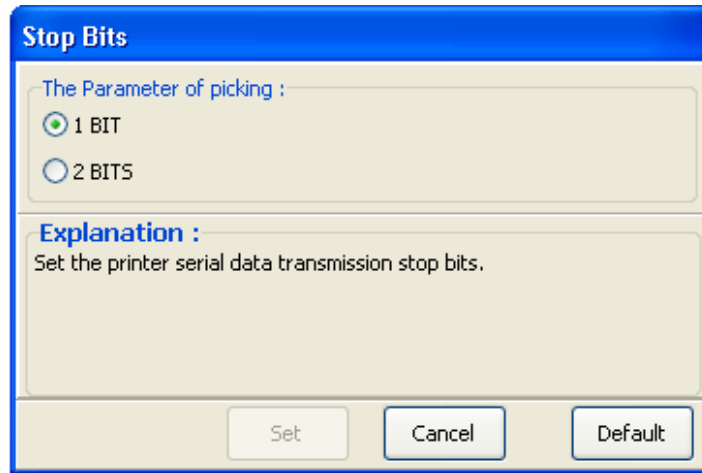 Stop Bits
The Parameter of picking :
1 BIT
2 BITS
Explanation :
Set the printer serial data transmission stop bits.
Set Cancel Default